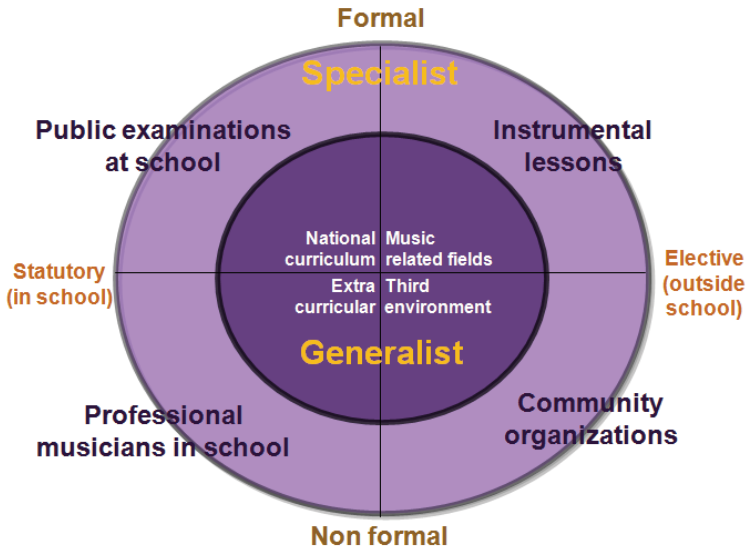 Formal
Specialist
Public examinations
at school
Instrumental
lessons
National
curriculum
Music
related fields
Statutory
(in school)
Elective
(outside
school)
Extra
curricular
Third
environment
Generalist
Professional
musicians in school
Community
organizations
Non formal